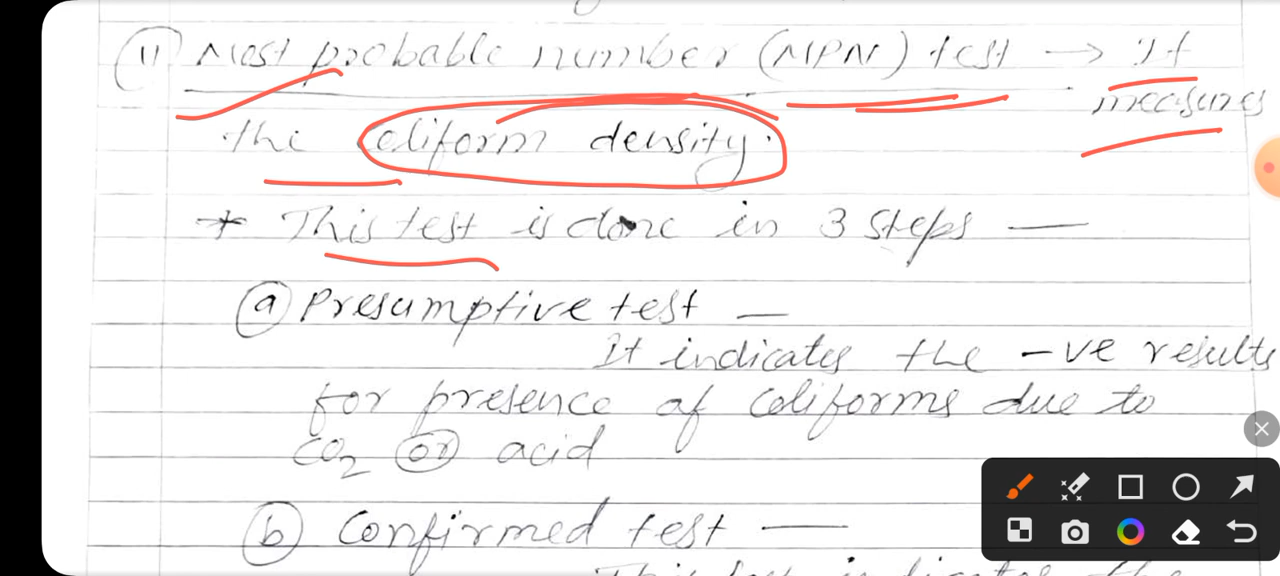 (ii) Most probable number (MPN) test → It
measures
the coliform density.
* This test is done in 3 steps —
(a) Presumptive test —
It indicates the -ve results
for presence of coliforms due to
CO2 or acid
(b) Confirmed test —